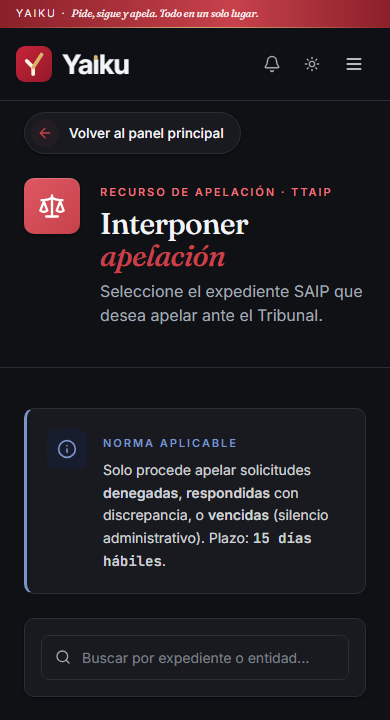 YAIKU · Pide, sigue y apela. Todo en un solo lugar.
Yaiku
Volver al panel principal
RECURSO DE APELACIÓN · TTAIP
Interponer
apelación
Seleccione el expediente SAIP que
desea apelar ante el Tribunal.
NORMA APLICABLE
Solo procede apelar solicitudes
denegadas, respondidas con
discrepancia, o vencidas (silencio
administrativo). Plazo: 15 días
hábiles.
Buscar por expediente o entidad...